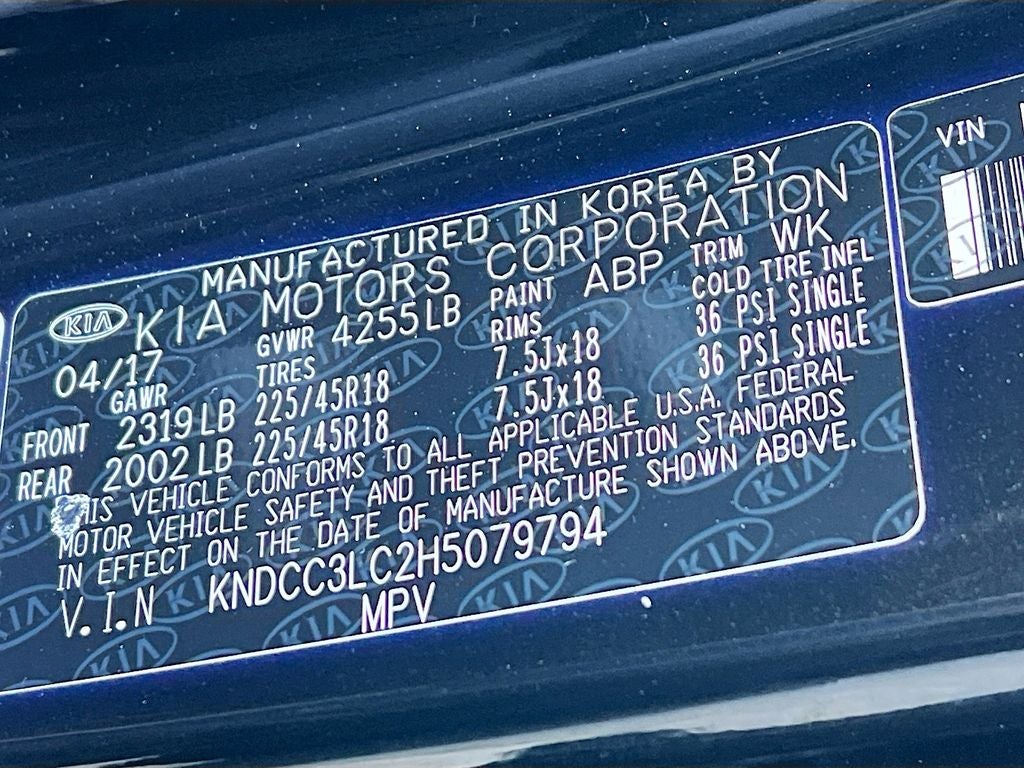 MANUFACTURED IN KOREA BY
KIA KIA MOTORS CORPORATION
04/17 GVWR 4255LB PAINT ABP TRIM WK
GAWR TIRES RIMS COLD TIRE INFL
FRONT 2319LB 225/45R18 7.5Jx18 36 PSI SINGLE
REAR 2002LB 225/45R18 7.5Jx18 36 PSI SINGLE
THIS VEHICLE CONFORMS TO ALL APPLICABLE U.S.A. FEDERAL
MOTOR VEHICLE SAFETY AND THEFT PREVENTION STANDARDS
IN EFFECT ON THE DATE OF MANUFACTURE SHOWN ABOVE.
V.I.N KNDCC3LC2H5079794
MPV
VIN